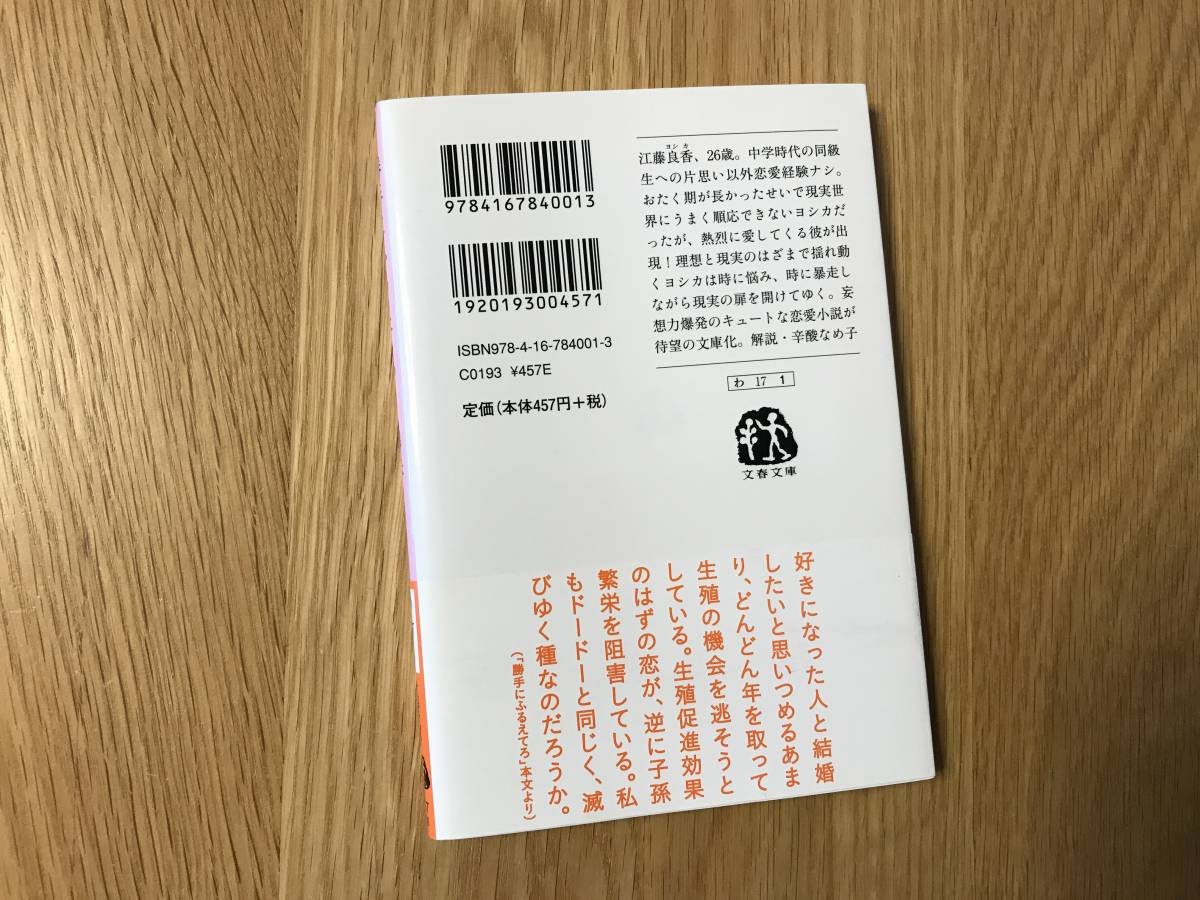 9784167840013
1920193004571
ISBN978-4-16-784001-3
C0193 ¥457E
定価(本体457円+税)
ヨシカ
江藤良香、26歳。中学時代の同級
生への片思い以外恋愛経験ナシ。
おたく期が長かったせいで現実世
界にうまく順応できないヨシカだ
ったが、熱烈に愛してくる彼が出
現！理想と現実のはざまで揺れ動
くヨシカは時に悩み、時に暴走し
ながら現実の扉を開けてゆく。妄
想力爆発のキュートな恋愛小説が
待望の文庫化。解説・辛酸なめ子
わ 17 1
文春文庫
好きになった人と結婚
したいと思いつめるあま
り、どんどん年を取って
生殖の機会を逃そうと
している。生殖促進効果
のはずの恋が、逆に子孫
繁栄を阻害している。私
もドードーと同じく、滅
びゆく種なのだろうか。
(「勝手にふるえてろ」本文より)